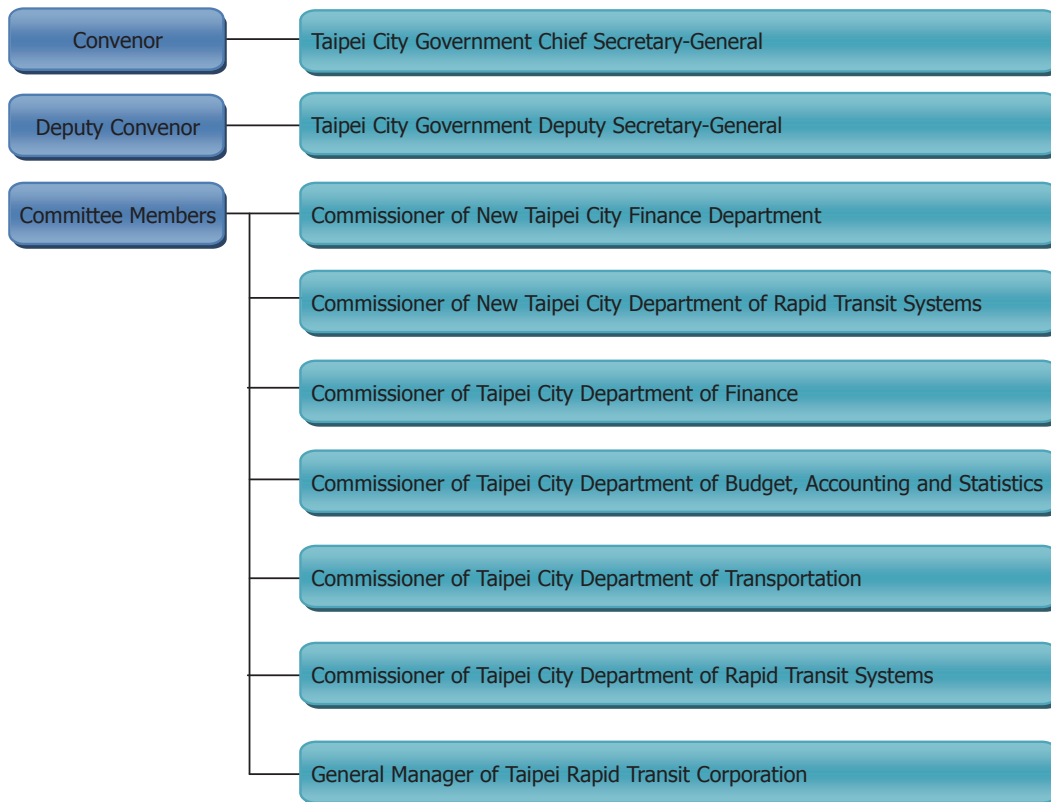 Convenor
Taipei City Government Chief Secretary-General
Deputy Convenor
Taipei City Government Deputy Secretary-General
Committee Members
Commissioner of New Taipei City Finance Department
Commissioner of New Taipei City Department of Rapid Transit Systems
Commissioner of Taipei City Department of Finance
Commissioner of Taipei City Department of Budget, Accounting and Statistics
Commissioner of Taipei City Department of Transportation
Commissioner of Taipei City Department of Rapid Transit Systems
General Manager of Taipei Rapid Transit Corporation